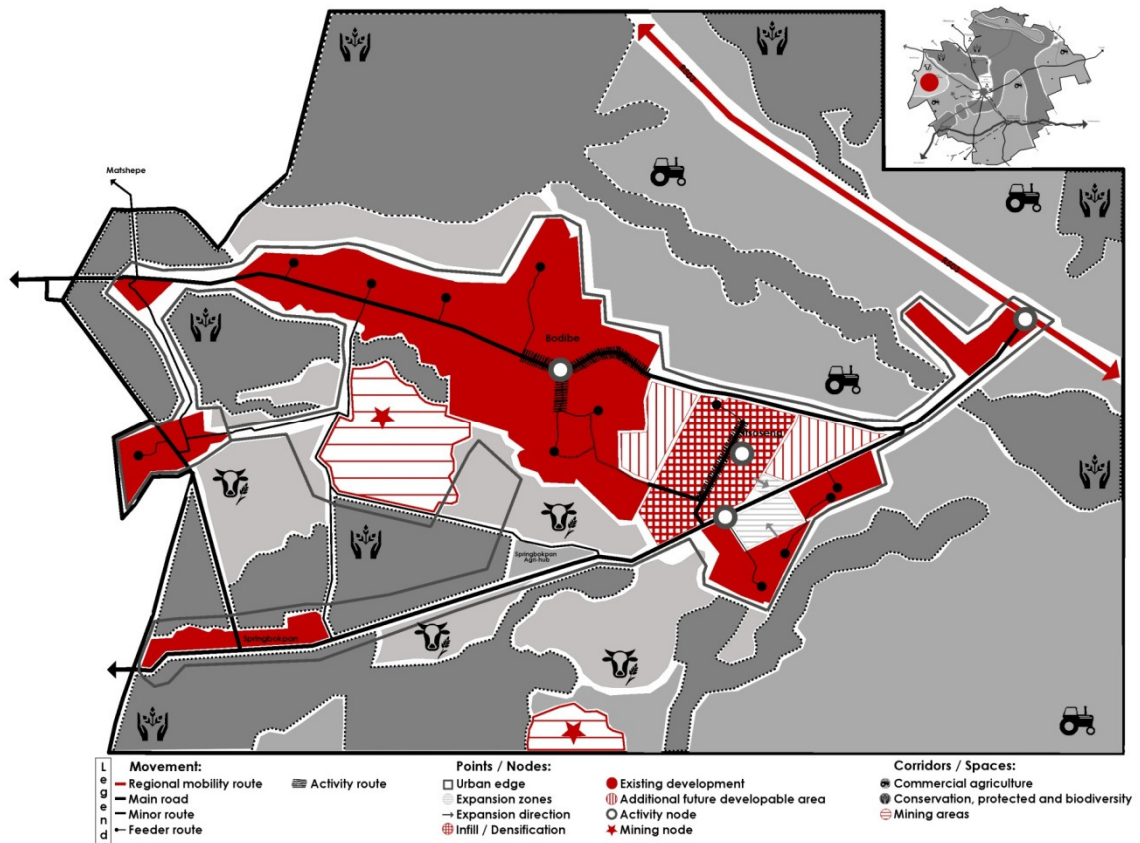 Matshepe
Bodibe
Springbokpan
Agri-hub
Springbokpan
Legend
Movement:
Regional mobility route
Activity route
Main road
Minor route
Feeder route
Points / Nodes:
Urban edge
Expansion zones
Expansion direction
Infill / Densification
Existing development
Additional future developable area
Activity node
Mining node
Corridors / Spaces:
Commercial agriculture
Conservation, protected and biodiversity
Mining areas